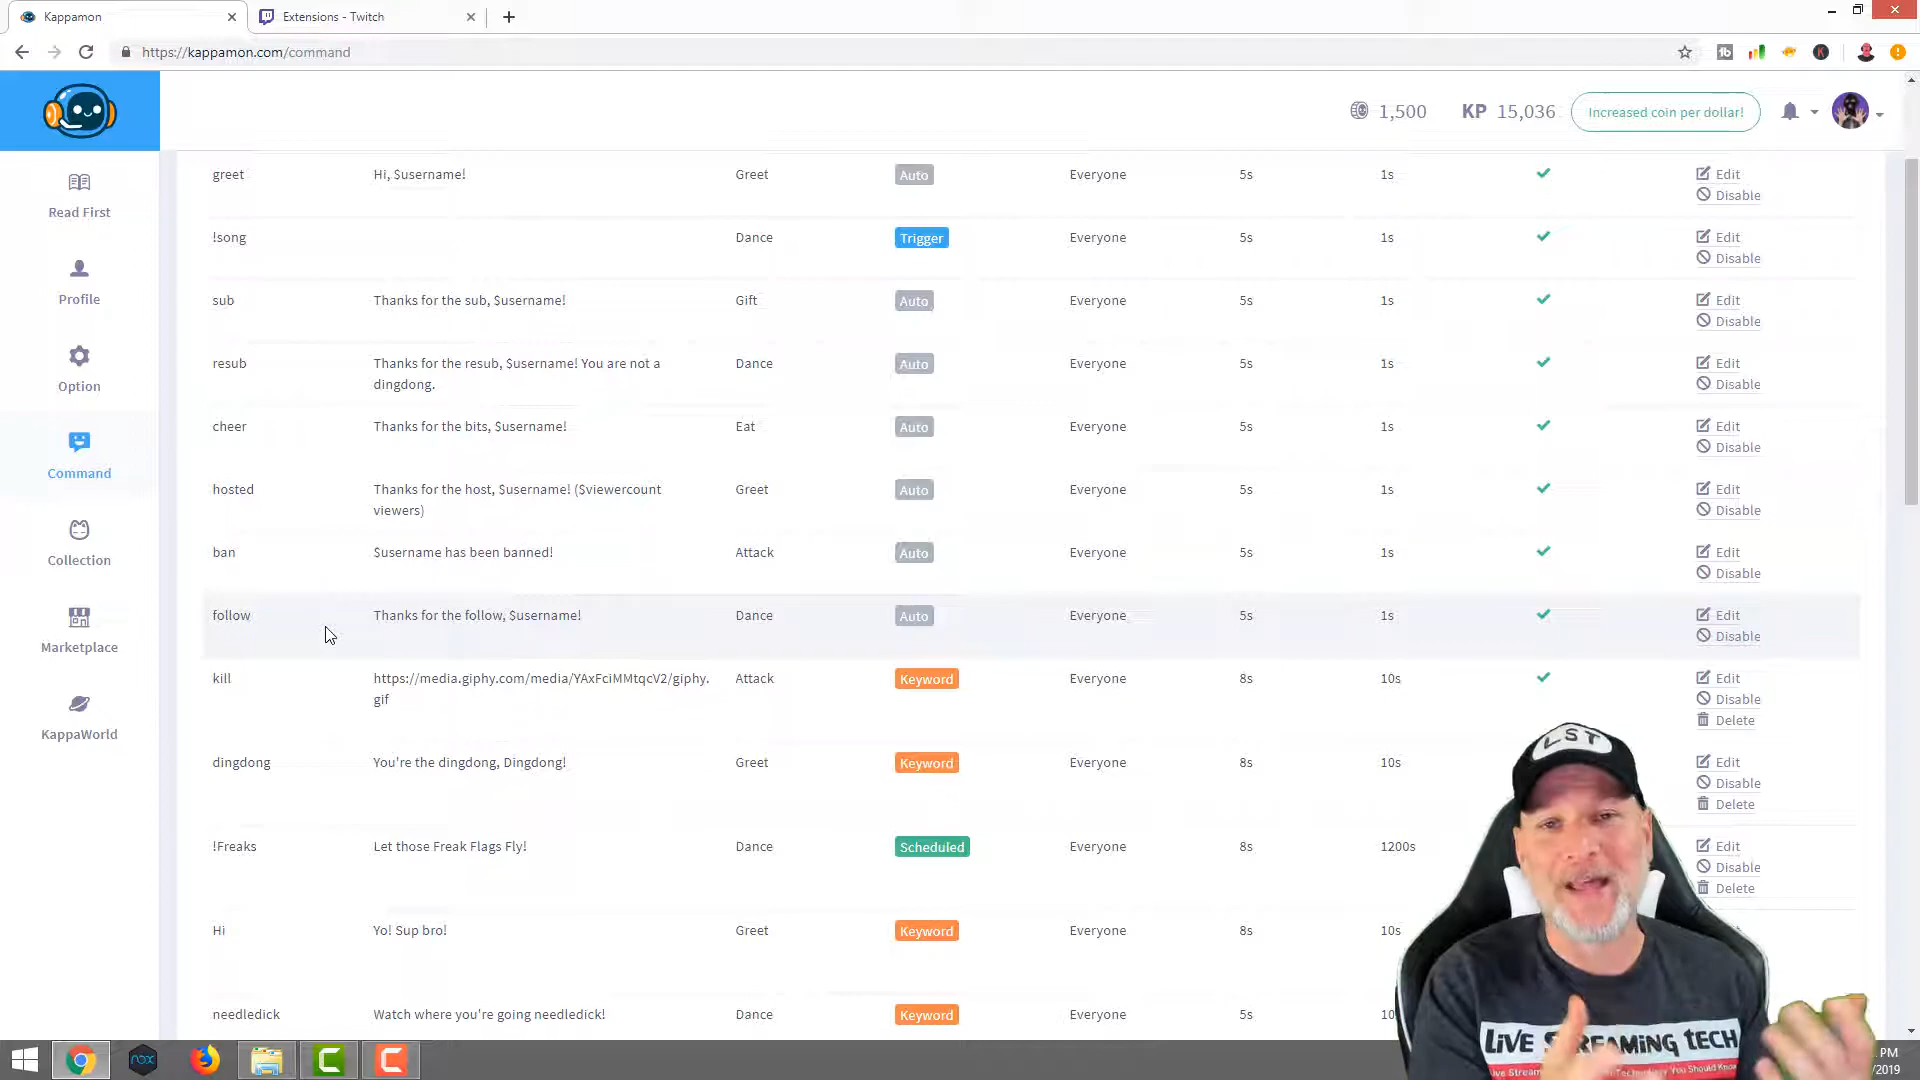 Kappamon
Extensions - Twitch
https://kappamon.com/command
1,500 KP 15,036 Increased coin per dollar!
Read First
Profile
Option
Command
Collection
Marketplace
KappaWorld
greet Hi, $username! Greet Auto Everyone 5s 1s Edit
Disable
!song Dance Trigger Everyone 5s 1s Edit
Disable
sub Thanks for the sub, $username! Gift Auto Everyone 5s 1s Edit
Disable
resub Thanks for the resub, $username! You are not a Dance Auto Everyone 5s 1s Edit
dingdong. Disable
cheer Thanks for the bits, $username! Eat Auto Everyone 5s 1s Edit
Disable
hosted Thanks for the host, $username! ($viewercount Greet Auto Everyone 5s 1s Edit
viewers) Disable
ban $username has been banned! Attack Auto Everyone 5s 1s Edit
Disable
follow Thanks for the follow, $username! Dance Auto Everyone 5s 1s Edit
Disable
kill https://media.giphy.com/media/YAxFciMMtqcV2/giphy. Attack Keyword Everyone 8s 10s Edit
gif Disable
Delete
dingdong You're the dingdong, Dingdong! Greet Keyword Everyone 8s 10s Edit
Disable
Delete
!Freaks Let those Freak Flags Fly! Dance Scheduled Everyone 8s 1200s Edit
Disable
Delete
Hi Yo! Sup bro! Greet Keyword Everyone 8s 10s
needledick Watch where you're going needledick! Dance Keyword Everyone 5s 10
LST
LiVE STREAMiNG TECH
nox
PM
/2019